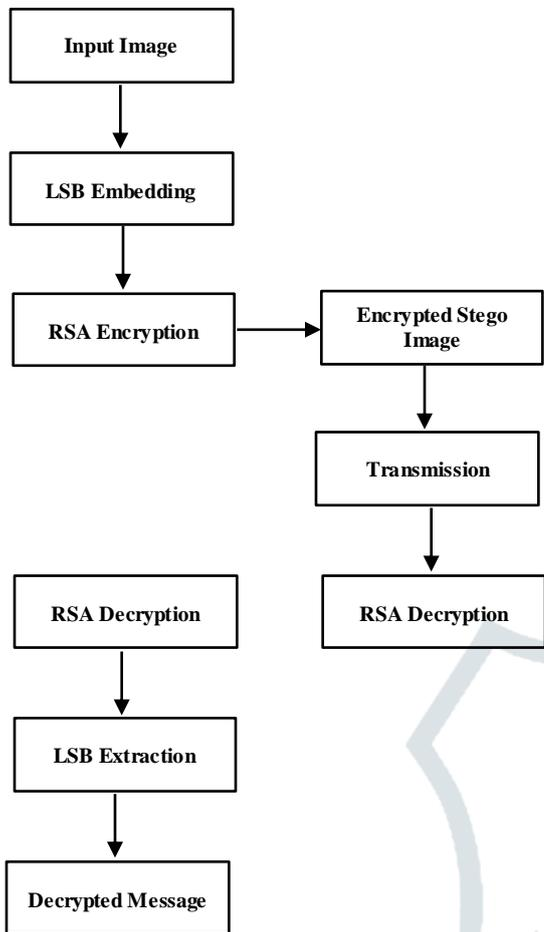 Input Image
LSB Embedding
RSA Encryption
Encrypted Stego
Image
Transmission
RSA Decryption
RSA Decryption
LSB Extraction
Decrypted Message